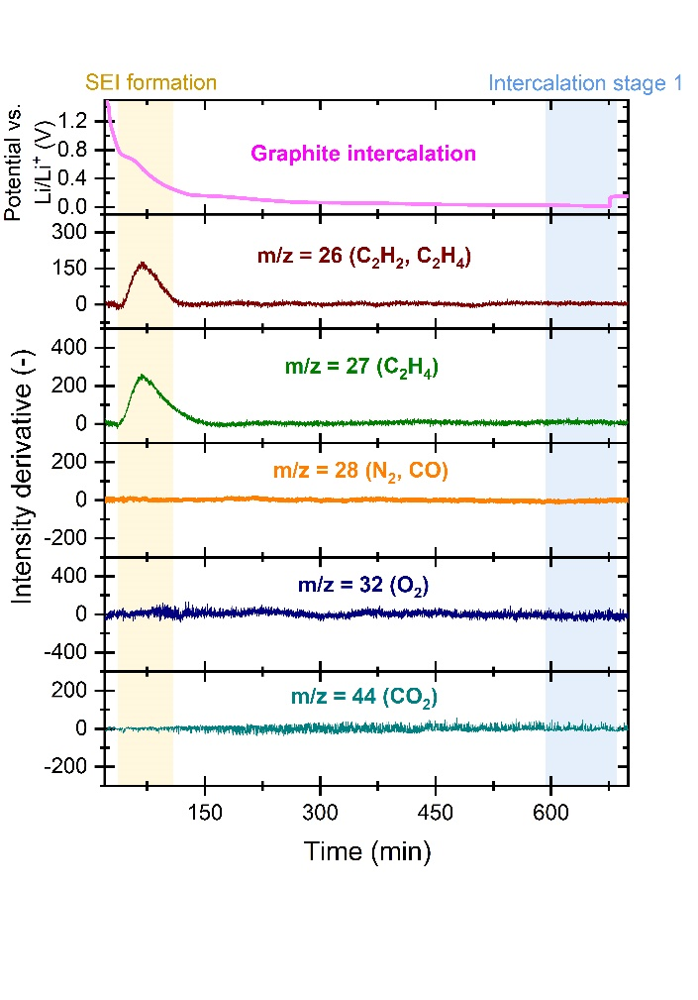 SEI formation
Intercalation stage 1
Potential vs.
Li/Li⁺ (V)
1.2
0.8
0.4
0.0
Graphite intercalation
300
150
0
m/z = 26 (C₂H₂, C₂H₄)
400
200
0
m/z = 27 (C₂H₄)
200
0
-200
m/z = 28 (N₂, CO)
400
0
-400
m/z = 32 (O₂)
200
0
-200
m/z = 44 (CO₂)
Intensity derivative (-)
150 300 450 600
Time (min)